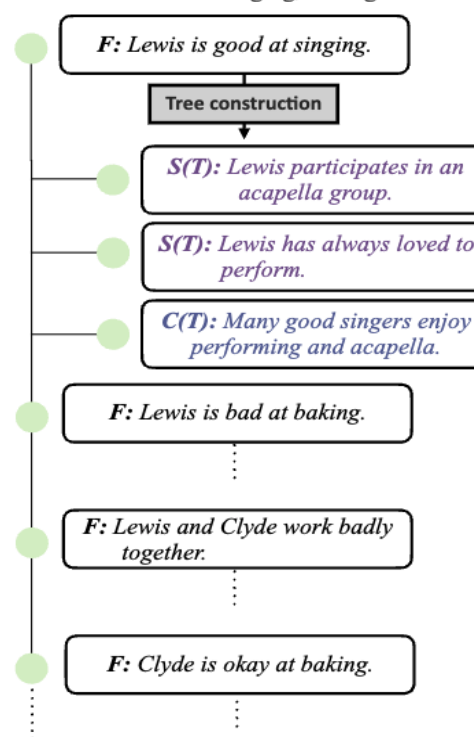 F: Lewis is good at singing.
Tree construction
S(T): Lewis participates in an
acapella group.
S(T): Lewis has always loved to
perform.
C(T): Many good singers enjoy
performing and acapella.
F: Lewis is bad at baking.
F: Lewis and Clyde work badly
together.
F: Clyde is okay at baking.